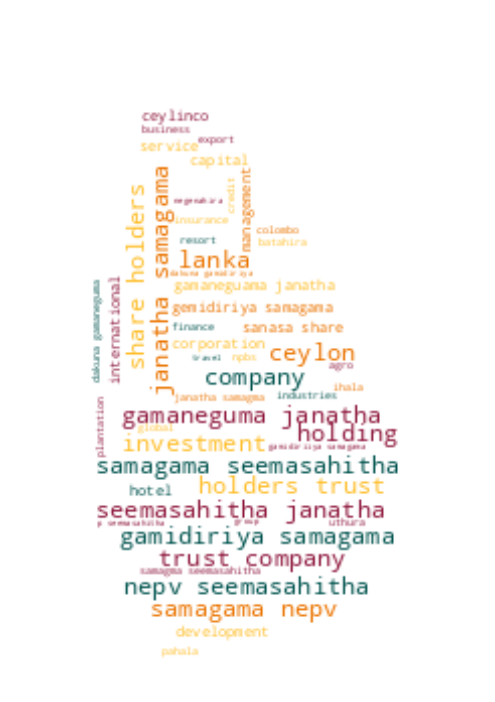 ceylinco
business
export
service
capital
janatha samagama
management
credit
share holders
negenahira
insurance
colombo
resort
batahira
lanka
dakuna gamidiriya
international
dakuna gamaneguma
gamaneguama janatha
gemidiriya samagama
finance
sanasa share
corporation
ceylon
travel
npbs
agro
company
ihala
janatha samagma
industries
plantation
gamaneguma janatha
global
holding
investment
gamidiriiya samagama
samagama seemasahitha
hotel
holders trust
seemasahitha janatha
p seemasahitha
group
uthura
gamidiriya samagama
trust company
samagma seemasahitha
nepv seemasahitha
samagama nepv
development
pahala